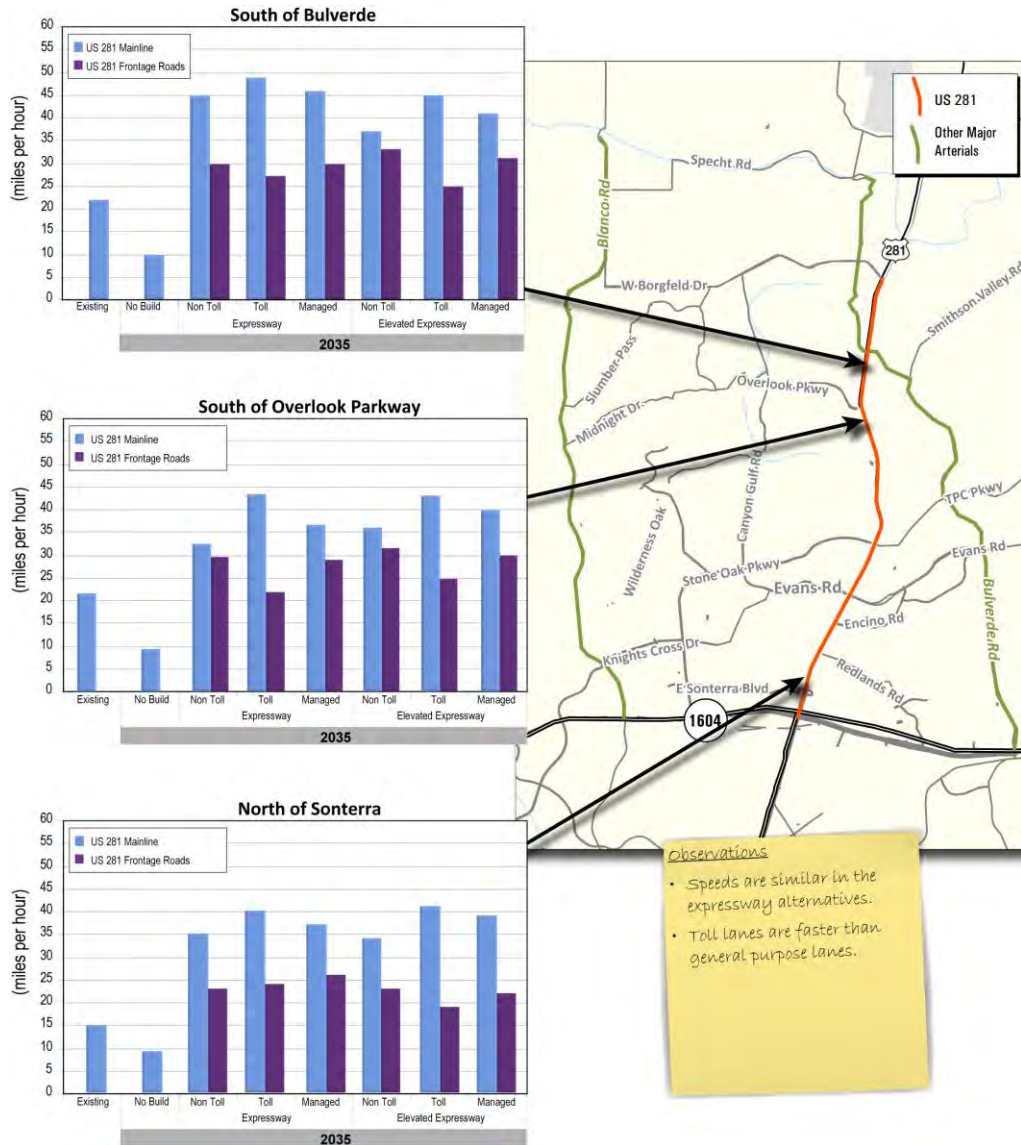 South of Bulverde
60
55
50
45
40
35
30
25
20
15
10
5
0
(miles per hour)
US 281 Mainline
US 281 Frontage Roads
Existing No Build Non Toll Toll Managed Non Toll Toll Managed
Expressway Elevated Expressway
2035
South of Overlook Parkway
60
55
50
45
40
35
30
25
20
15
10
5
0
(miles per hour)
US 281 Mainline
US 281 Frontage Roads
Existing No Build Non Toll Toll Managed Non Toll Toll Managed
Expressway Elevated Expressway
2035
North of Sonterra
60
55
50
45
40
35
30
25
20
15
10
5
0
(miles per hour)
US 281 Mainline
US 281 Frontage Roads
Existing No Build Non Toll Toll Managed Non Toll Toll Managed
Expressway Elevated Expressway
2035
US 281
Other Major
Arterials
Specht Rd
Blanco Rd
281
W Borgfeld Dr
Smithson Valley Rd
Slumber Pass
Overlook Pkwy
Midnight Dr
Canyon Gulf Rd
Wilderness Oak
TPC Pkwy
Stone Oak Pkwy
Evans Rd
Evans Rd
Bulverde Rd
Encino Rd
Knights Cross Dr
Redlands Rd
E Sonterra Blvd
1604
Observations
• Speeds are similar in the
expressway alternatives.
• Toll lanes are faster than
general purpose lanes.